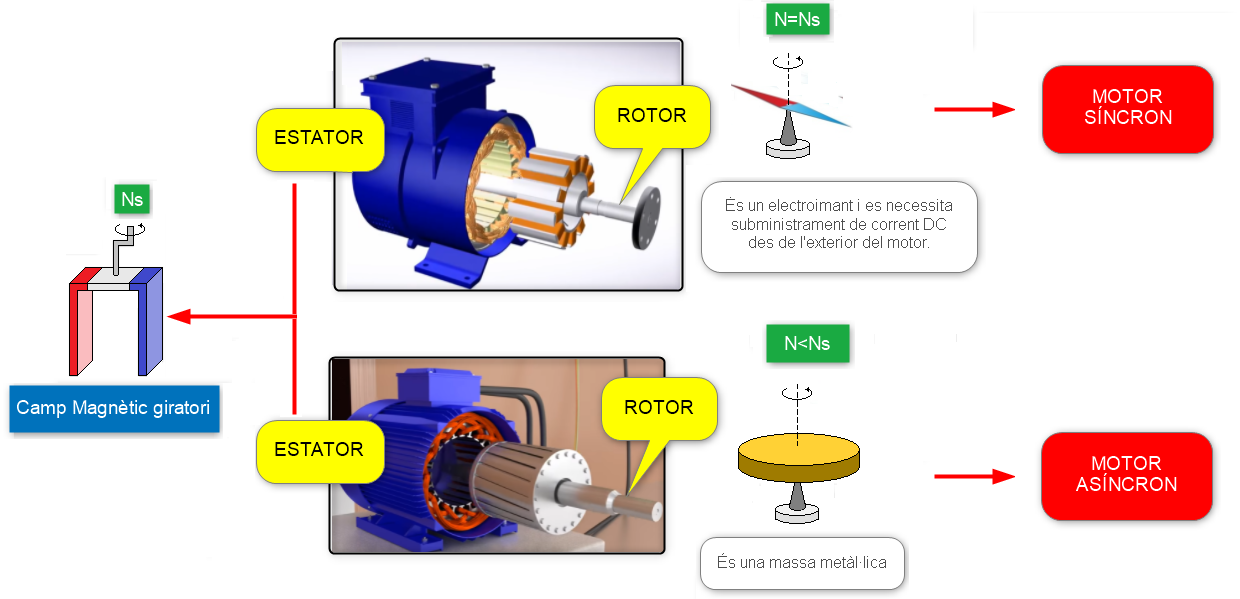 N=Ns
ESTATOR
ROTOR
MOTOR
SÍNCRON
Ns
És un electroimant i es necessita
subministrament de corrent DC
des de l'exterior del motor.
Camp Magnètic giratori
N<Ns
ESTATOR
ROTOR
MOTOR
ASÍNCRON
És una massa metàl·lica